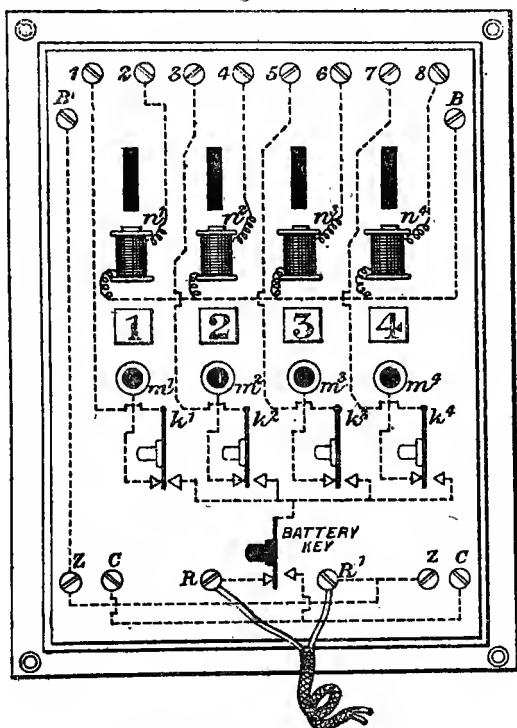 1 2 3 4 5 6 7 8
B' B
n¹ n² n³ n⁴
1 2 3 4
m¹ m² m³ m⁴
k¹ k² k³ k⁴
BATTERY
KEY
Z C R R' Z C